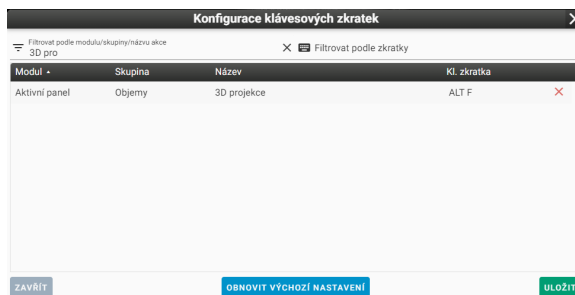 Konfigurace klávesových zkratek
Filtrovat podle modulu/skupiny/názvu akce
3D pro
Filtrovat podle zkratky
Modul Skupina Název Kl. zkratka
Aktivní panel Objemy 3D projekce ALT F
ZAVŘÍT OBNOVIT VÝCHOZÍ NASTAVENÍ ULOŽIT